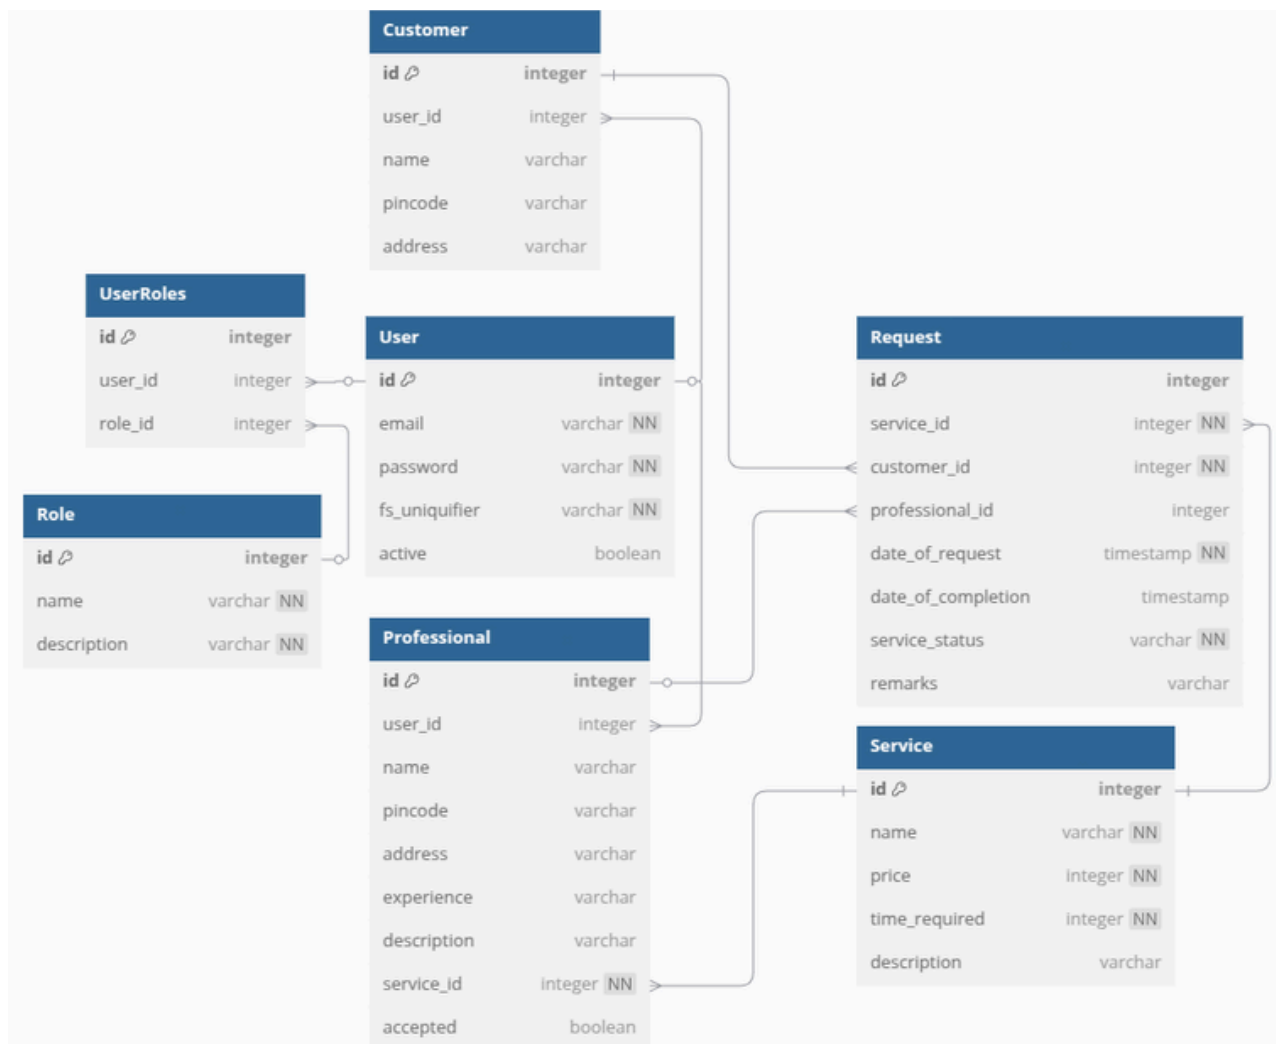 Customer
id integer
user_id integer
name varchar
pincode varchar
address varchar
UserRoles
id integer
user_id integer
role_id integer
User
id integer
email varchar NN
password varchar NN
fs_uniquifier varchar NN
active boolean
Request
id integer
service_id integer NN
customer_id integer NN
professional_id integer
date_of_request timestamp NN
date_of_completion timestamp
service_status varchar NN
remarks varchar
Role
id integer
name varchar NN
description varchar NN
Professional
id integer
user_id integer
name varchar
pincode varchar
address varchar
experience varchar
description varchar
service_id integer NN
accepted boolean
Service
id integer
name varchar NN
price integer NN
time_required integer NN
description varchar